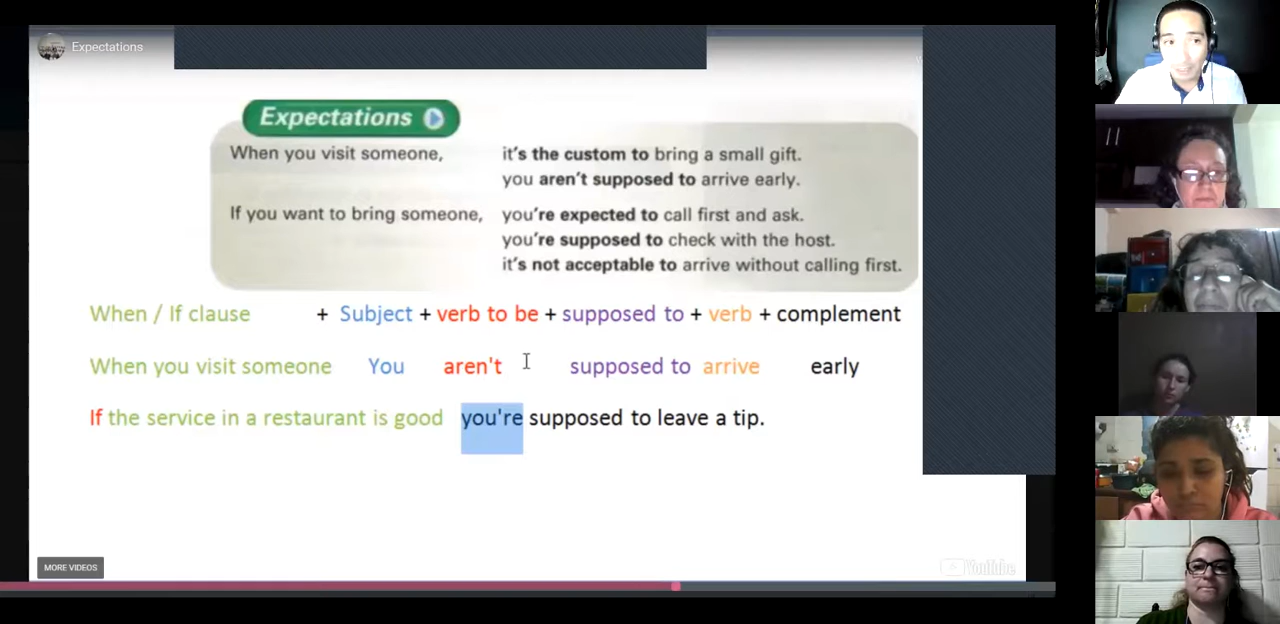 Expectations
Expectations
When you visit someone, it's the custom to bring a small gift.
you aren't supposed to arrive early.
If you want to bring someone, you're expected to call first and ask.
you're supposed to check with the host.
it's not acceptable to arrive without calling first.
When / If clause + Subject + verb to be + supposed to + verb + complement
When you visit someone You aren't supposed to arrive early
If the service in a restaurant is good you're supposed to leave a tip.
MORE VIDEOS
YouTube